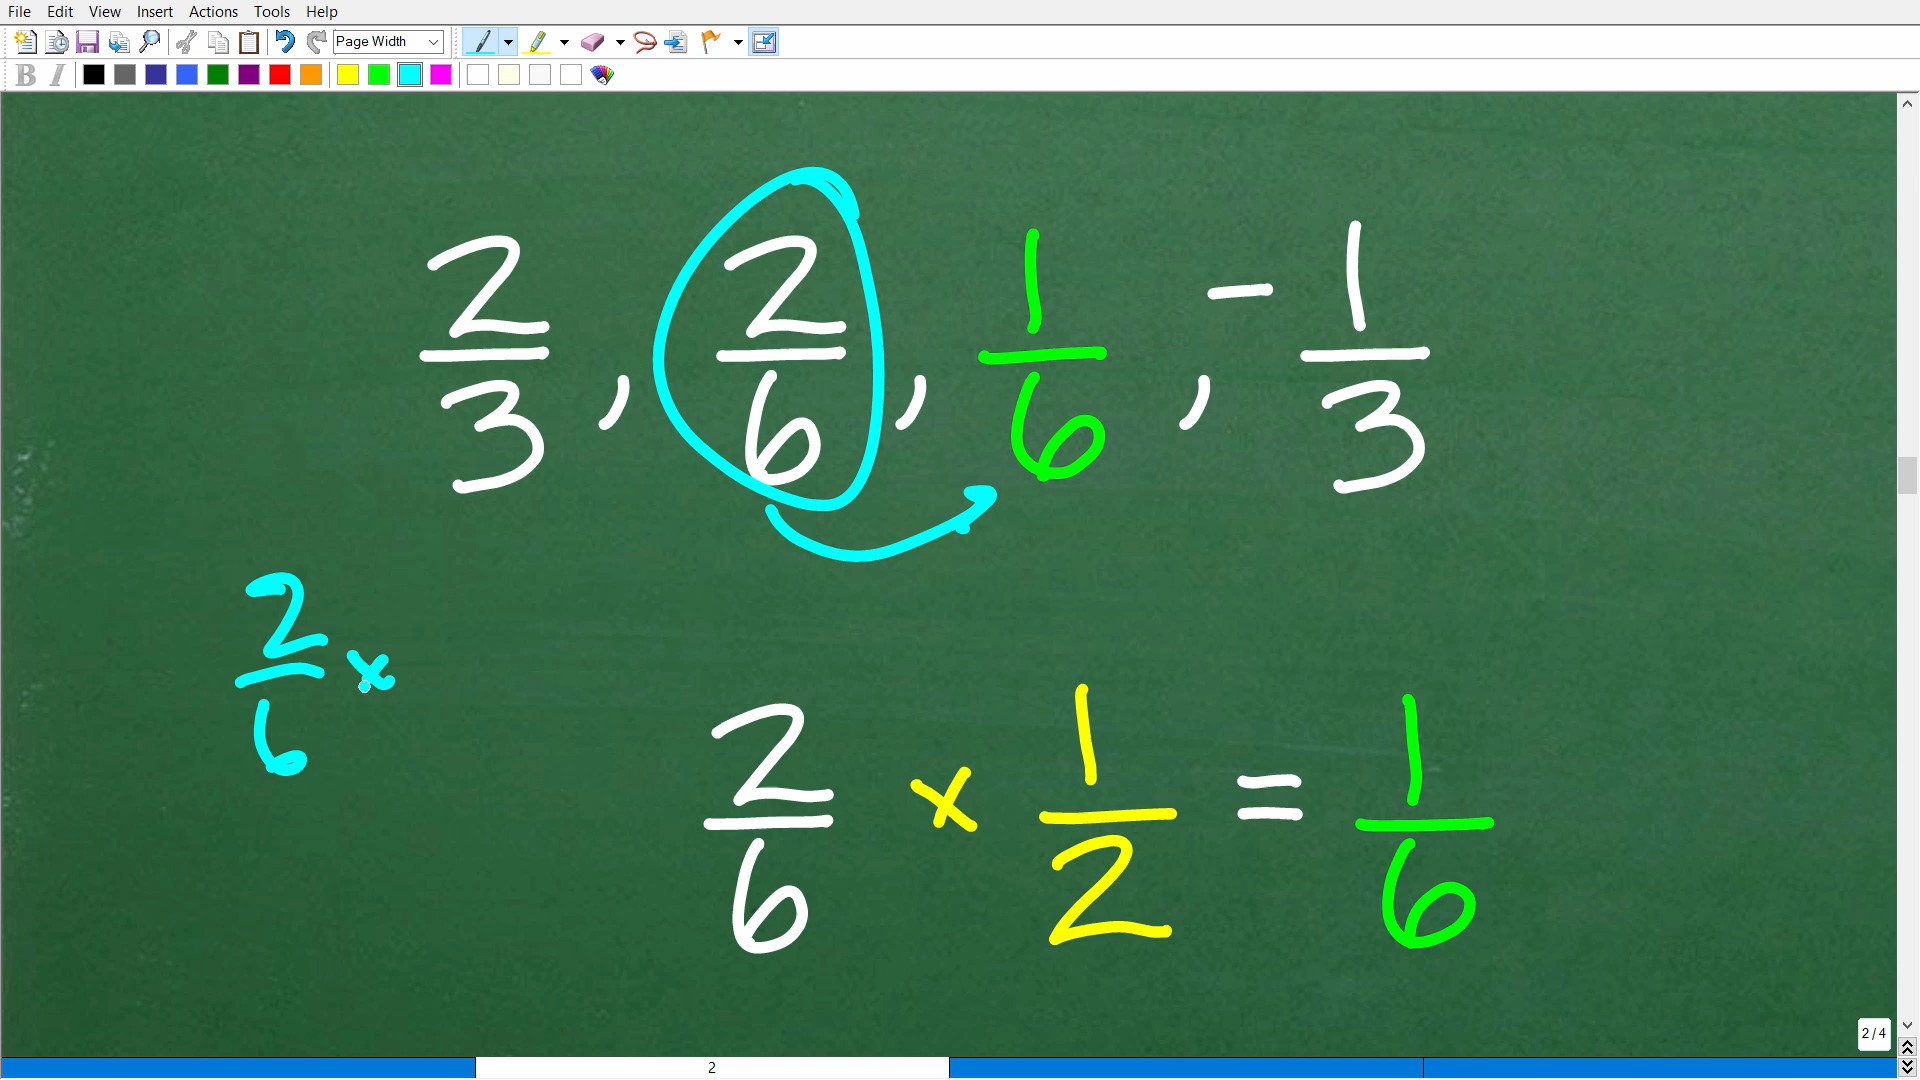 File Edit View Insert Actions Tools Help
Page Width
B I
2/3 , 2/6 , 1/6 , - 1/3
2/6 ×
2/6 × 1/2 = 1/6
2 / 4
2